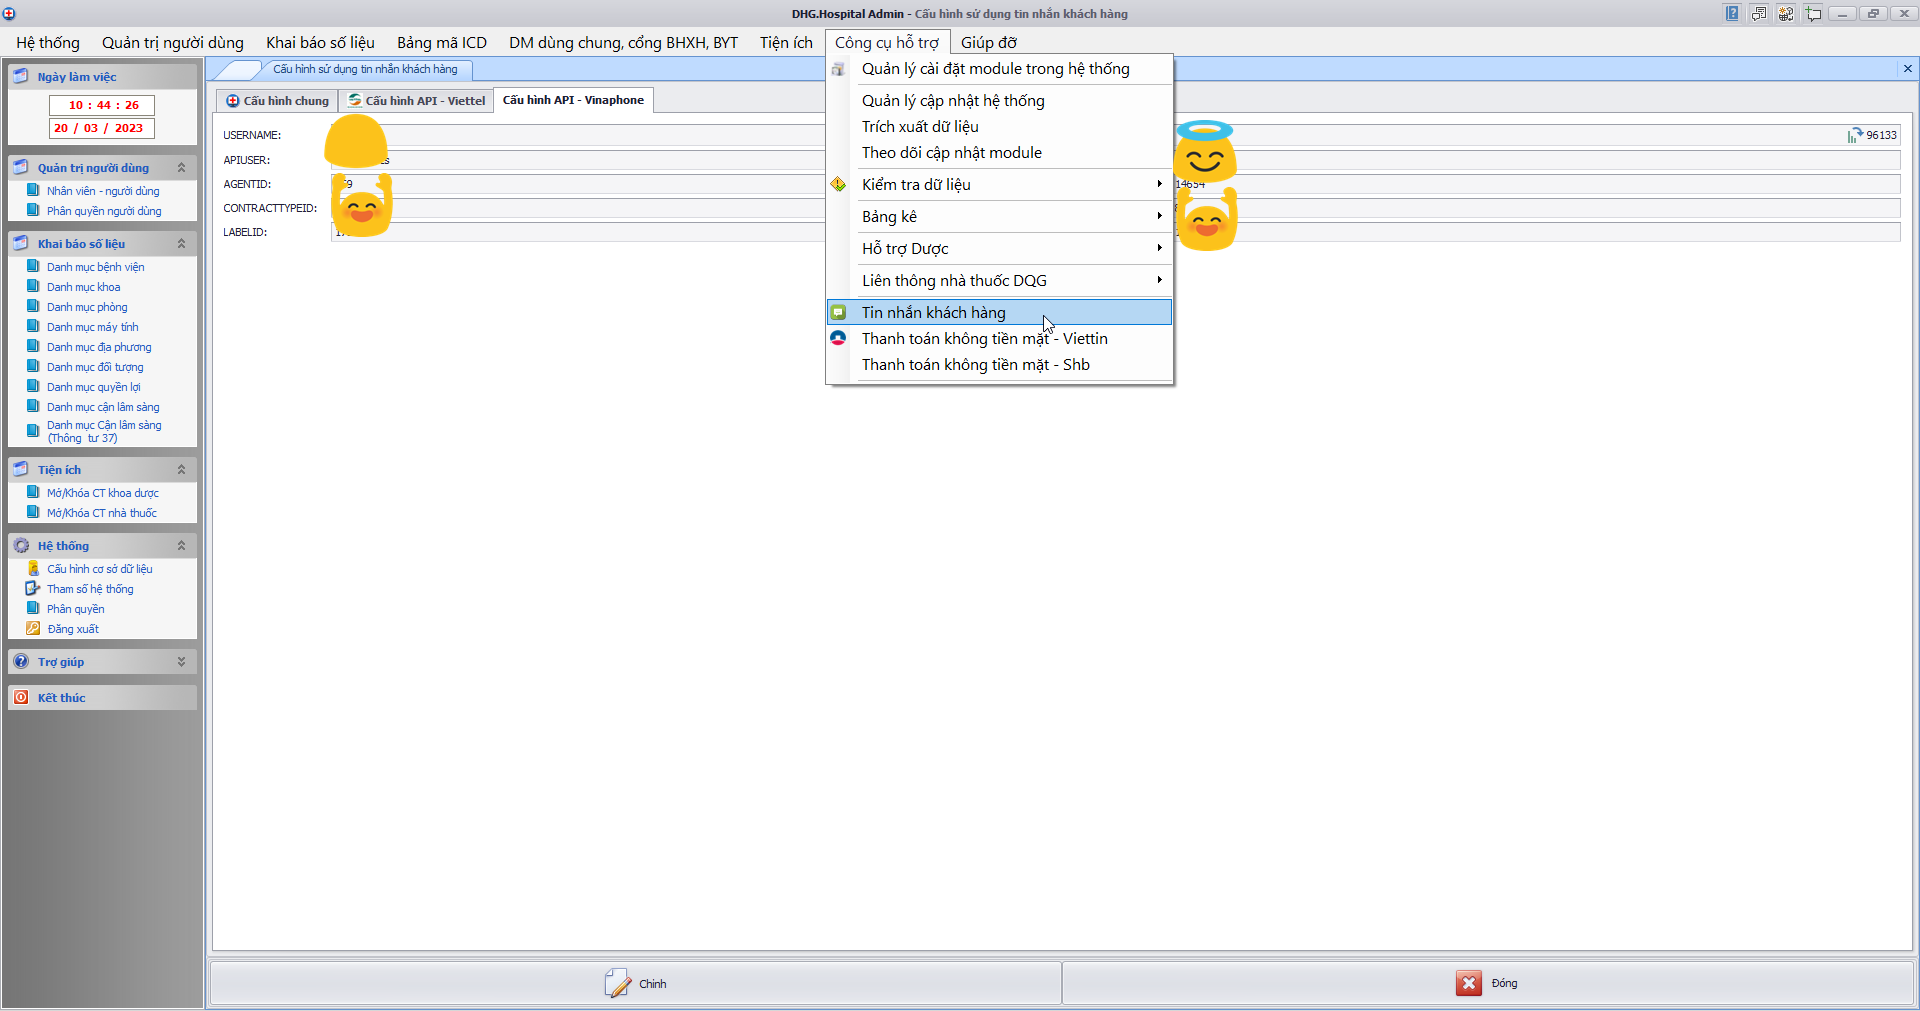 DHG.Hospital Admin - Cấu hình sử dụng tin nhắn khách hàng
Hệ thống Quản trị người dùng Khai báo số liệu Bảng mã ICD DM dùng chung, cổng BHXH, BYT Tiện ích Công cụ hỗ trợ Giúp đỡ
Ngày làm việc
10 : 44 : 26
20 / 03 / 2023
Quản trị người dùng
Nhân viên - người dùng
Phân quyền người dùng
Khai báo số liệu
Danh mục bệnh viện
Danh mục khoa
Danh mục phòng
Danh mục máy tính
Danh mục địa phương
Danh mục đối tượng
Danh mục quyền lợi
Danh mục cận lâm sàng
Danh mục Cận lâm sàng
(Thông tư 37)
Tiện ích
Mở/Khóa CT khoa dược
Mở/Khóa CT nhà thuốc
Hệ thống
Cấu hình cơ sở dữ liệu
Tham số hệ thống
Phân quyền
Đăng xuất
Trợ giúp
Kết thúc
Cấu hình sử dụng tin nhắn khách hàng
Cấu hình chung Cấu hình API - Viettel Cấu hình API - Vinaphone
USERNAME:
96133
APIUSER:
AGENTID:
14654
CONTRACTTYPEID:
LABELID:
Quản lý cài đặt module trong hệ thống
Quản lý cập nhật hệ thống
Trích xuất dữ liệu
Theo dõi cập nhật module
Kiểm tra dữ liệu
Bảng kê
Hỗ trợ Dược
Liên thông nhà thuốc DQG
Tin nhắn khách hàng
Thanh toán không tiền mặt - Viettin
Thanh toán không tiền mặt - Shb
Chỉnh
Đóng